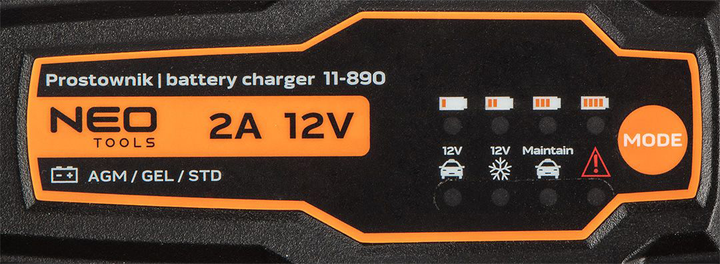 Prostownik | battery charger 11-890
NEO
TOOLS
2A 12V
AGM / GEL / STD
12V 12V Maintain
MODE